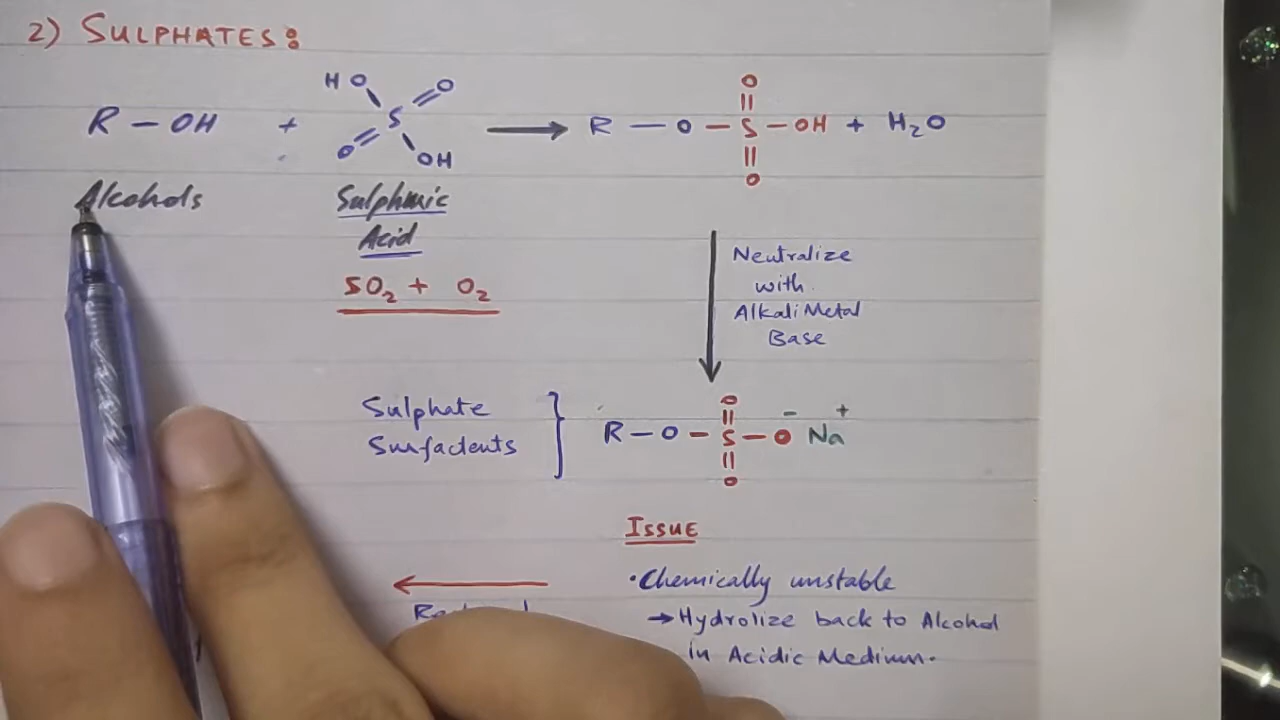 2) SULPHATES:
R — OH + HO O S O OH → R — O — S — OH + H2O
O
O
Alcohols
Sulphuric
Acid
SO2 + O2
Neutralize
with
Alkali Metal
Base
Sulphate
Surfactents
R — O — S — O⁻ Na⁺
O
O
ISSUE
•Chemically unstable
→ Hydrolize back to Alcohol
in Acidic Medium.